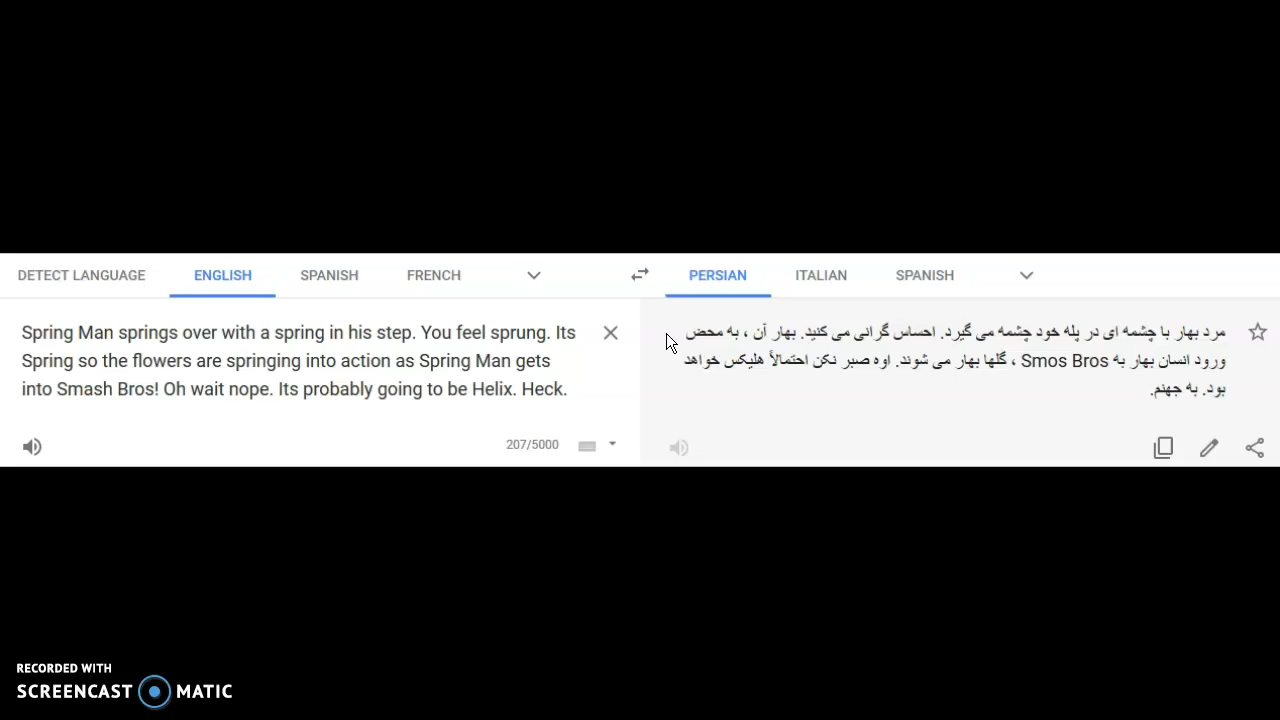 DETECT LANGUAGE ENGLISH SPANISH FRENCH PERSIAN ITALIAN SPANISH
Spring Man springs over with a spring in his step. You feel sprung. Its
Spring so the flowers are springing into action as Spring Man gets
into Smash Bros! Oh wait nope. Its probably going to be Helix. Heck.
207/5000
مرد بهار با چشمه ای در پله خود چشمه می گیرد. احساس گرانی می کنید. بهار آن ، به محض
ورود انسان بهار به Smos Bros ، گلها بهار می شوند. اوه صبر نکن احتمالاً هلیکس خواهد
بود. به جهنم.
RECORDED WITH
SCREENCAST MATIC